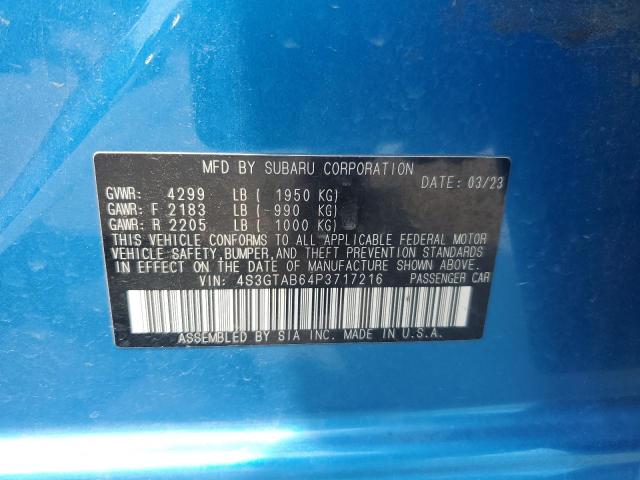 MFD BY SUBARU CORPORATION
DATE: 03/23
GVWR: 4299 LB ( 1950 KG)
GAWR: F 2183 LB ( 990 KG)
GAWR: R 2205 LB ( 1000 KG)
THIS VEHICLE CONFORMS TO ALL APPLICABLE FEDERAL MOTOR
VEHICLE SAFETY, BUMPER, AND THEFT PREVENTION STANDARDS
IN EFFECT ON THE DATE OF MANUFACTURE SHOWN ABOVE.
VIN: 4S3GTAB64P3717216 PASSENGER CAR
ASSEMBLED BY SIA INC. MADE IN U.S.A.